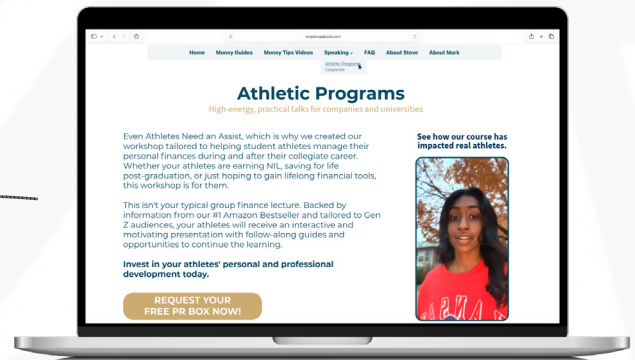 Home Money Guides Money Tips Videos Speaking FAQ About Steve About Mark
Athletic Programs
Corporate
Athletic Programs
High-energy, practical talks for companies and universities
Even Athletes Need an Assist, which is why we created our
workshop tailored to helping student athletes manage their
personal finances during and after their collegiate career.
Whether your athletes are earning NIL, saving for life
post-graduation, or just hoping to gain lifelong financial tools,
this workshop is for them.
This isn't your typical group finance lecture. Backed by
information from our #1 Amazon Bestseller and tailored to Gen
Z audiences, your athletes will receive an interactive and
motivating presentation with follow-along guides and
opportunities to continue the learning.
Invest in your athletes' personal and professional
development today.
REQUEST YOUR
FREE PR BOX NOW!
See how our course has
impacted real athletes.